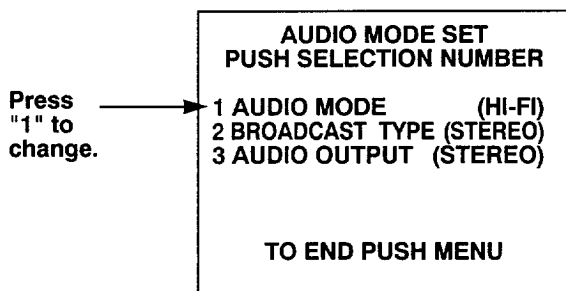 AUDIO MODE SET
PUSH SELECTION NUMBER
Press
"1" to
change.
1 AUDIO MODE (HI-FI)
2 BROADCAST TYPE (STEREO)
3 AUDIO OUTPUT (STEREO)
TO END PUSH MENU